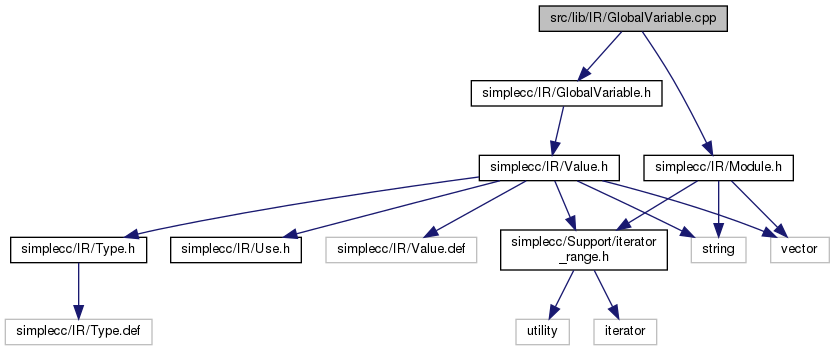 src/lib/IR/GlobalVariable.cpp
simplecc/IR/GlobalVariable.h
simplecc/IR/Value.h
simplecc/IR/Module.h
simplecc/IR/Type.h
simplecc/IR/Use.h
simplecc/IR/Value.def
simplecc/Support/iterator
_range.h
string
vector
simplecc/IR/Type.def
utility
iterator